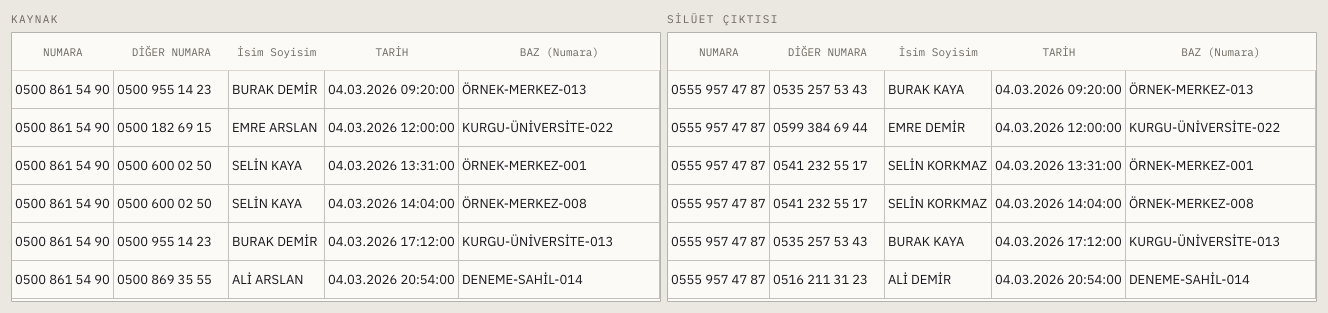 KAYNAK
NUMARA DİĞER NUMARA İsim Soyisim TARİH BAZ (Numara)
0500 861 54 90 0500 955 14 23 BURAK DEMİR 04.03.2026 09:20:00 ÖRNEK-MERKEZ-013
0500 861 54 90 0500 182 69 15 EMRE ARSLAN 04.03.2026 12:00:00 KURGU-ÜNİVERSİTE-022
0500 861 54 90 0500 600 02 50 SELİN KAYA 04.03.2026 13:31:00 ÖRNEK-MERKEZ-001
0500 861 54 90 0500 600 02 50 SELİN KAYA 04.03.2026 14:04:00 ÖRNEK-MERKEZ-008
0500 861 54 90 0500 955 14 23 BURAK DEMİR 04.03.2026 17:12:00 KURGU-ÜNİVERSİTE-013
0500 861 54 90 0500 869 35 55 ALİ ARSLAN 04.03.2026 20:54:00 DENEME-SAHİL-014
SİLÜET ÇIKTISI
NUMARA DİĞER NUMARA İsim Soyisim TARİH BAZ (Numara)
0555 957 47 87 0535 257 53 43 BURAK KAYA 04.03.2026 09:20:00 ÖRNEK-MERKEZ-013
0555 957 47 87 0599 384 69 44 EMRE DEMİR 04.03.2026 12:00:00 KURGU-ÜNİVERSİTE-022
0555 957 47 87 0541 232 55 17 SELİN KORKMAZ 04.03.2026 13:31:00 ÖRNEK-MERKEZ-001
0555 957 47 87 0541 232 55 17 SELİN KORKMAZ 04.03.2026 14:04:00 ÖRNEK-MERKEZ-008
0555 957 47 87 0535 257 53 43 BURAK KAYA 04.03.2026 17:12:00 KURGU-ÜNİVERSİTE-013
0555 957 47 87 0516 211 31 23 ALİ DEMİR 04.03.2026 20:54:00 DENEME-SAHİL-014